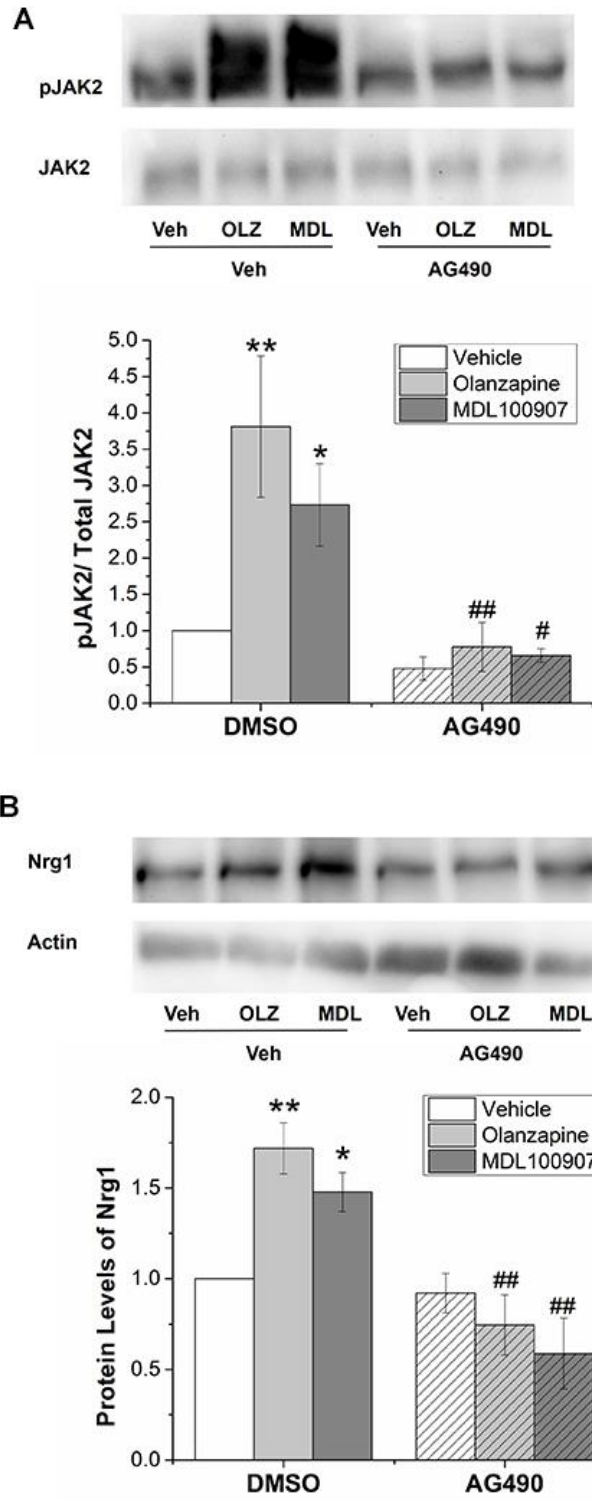 A
pJAK2
JAK2
Veh OLZ MDL Veh OLZ MDL
Veh AG490
5.0
4.5
4.0
3.5
3.0
2.5
2.0
1.5
1.0
0.5
0.0
pJAK2/ Total JAK2
** * ## #
Vehicle
Olanzapine
MDL100907
DMSO AG490
B
Nrg1
Actin
Veh OLZ MDL Veh OLZ MDL
Veh AG490
2.0
1.5
1.0
0.5
0.0
Protein Levels of Nrg1
** * ## ##
Vehicle
Olanzapine
MDL100907
DMSO AG490